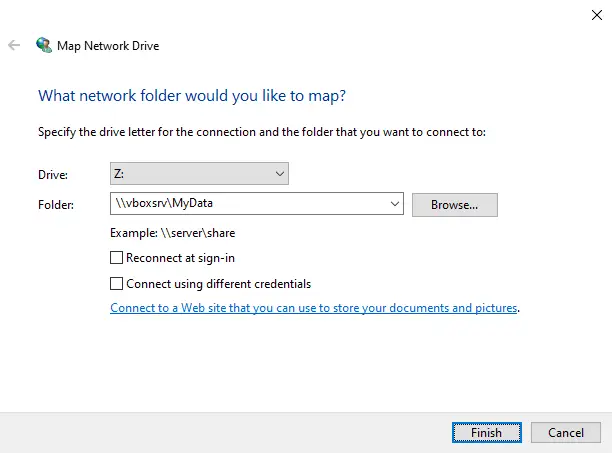 Map Network Drive
What network folder would you like to map?
Specify the drive letter for the connection and the folder that you want to connect to:
Drive: Z:
Folder: \\vboxsrv\MyData Browse...
Example: \\server\share
Reconnect at sign-in
Connect using different credentials
Connect to a Web site that you can use to store your documents and pictures.
Finish Cancel